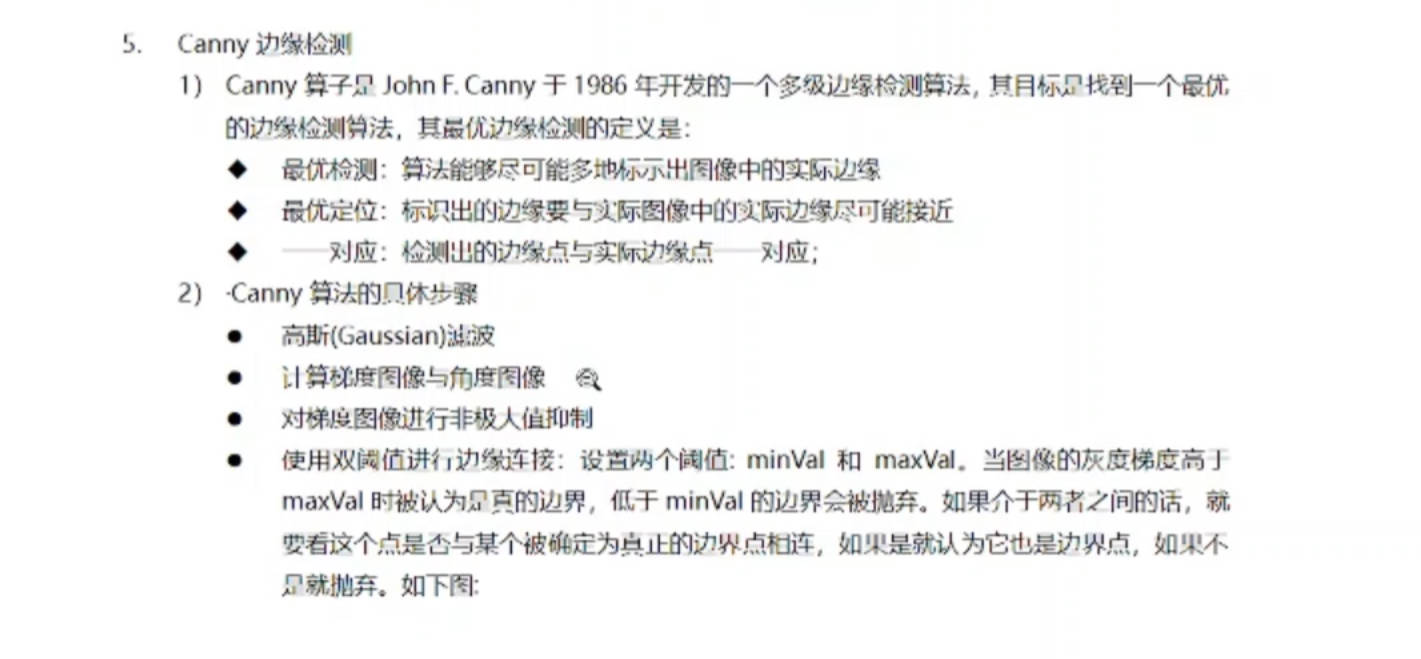 5. Canny 边缘检测
1) Canny 算子是 John F. Canny 于 1986 年开发的一个多级边缘检测算法，其目标是找到一个最优
的边缘检测算法，其最优边缘检测的定义是：
◆ 最优检测：算法能够尽可能多地标示出图像中的实际边缘
◆ 最优定位：标识出的边缘要与实际图像中的实际边缘尽可能接近
◆ 一一对应：检测出的边缘点与实际边缘点一一对应；
2) ·Canny 算法的具体步骤
● 高斯(Gaussian)滤波
● 计算梯度图像与角度图像
● 对梯度图像进行非极大值抑制
● 使用双阈值进行边缘连接：设置两个阈值: minVal 和 maxVal。当图像的灰度梯度高于
maxVal 时被认为是真的边界，低于 minVal 的边界会被抛弃。如果介于两者之间的话，就
要看这个点是否与某个被确定为真正的边界点相连，如果是就认为它也是边界点，如果不
是就抛弃。如下图: